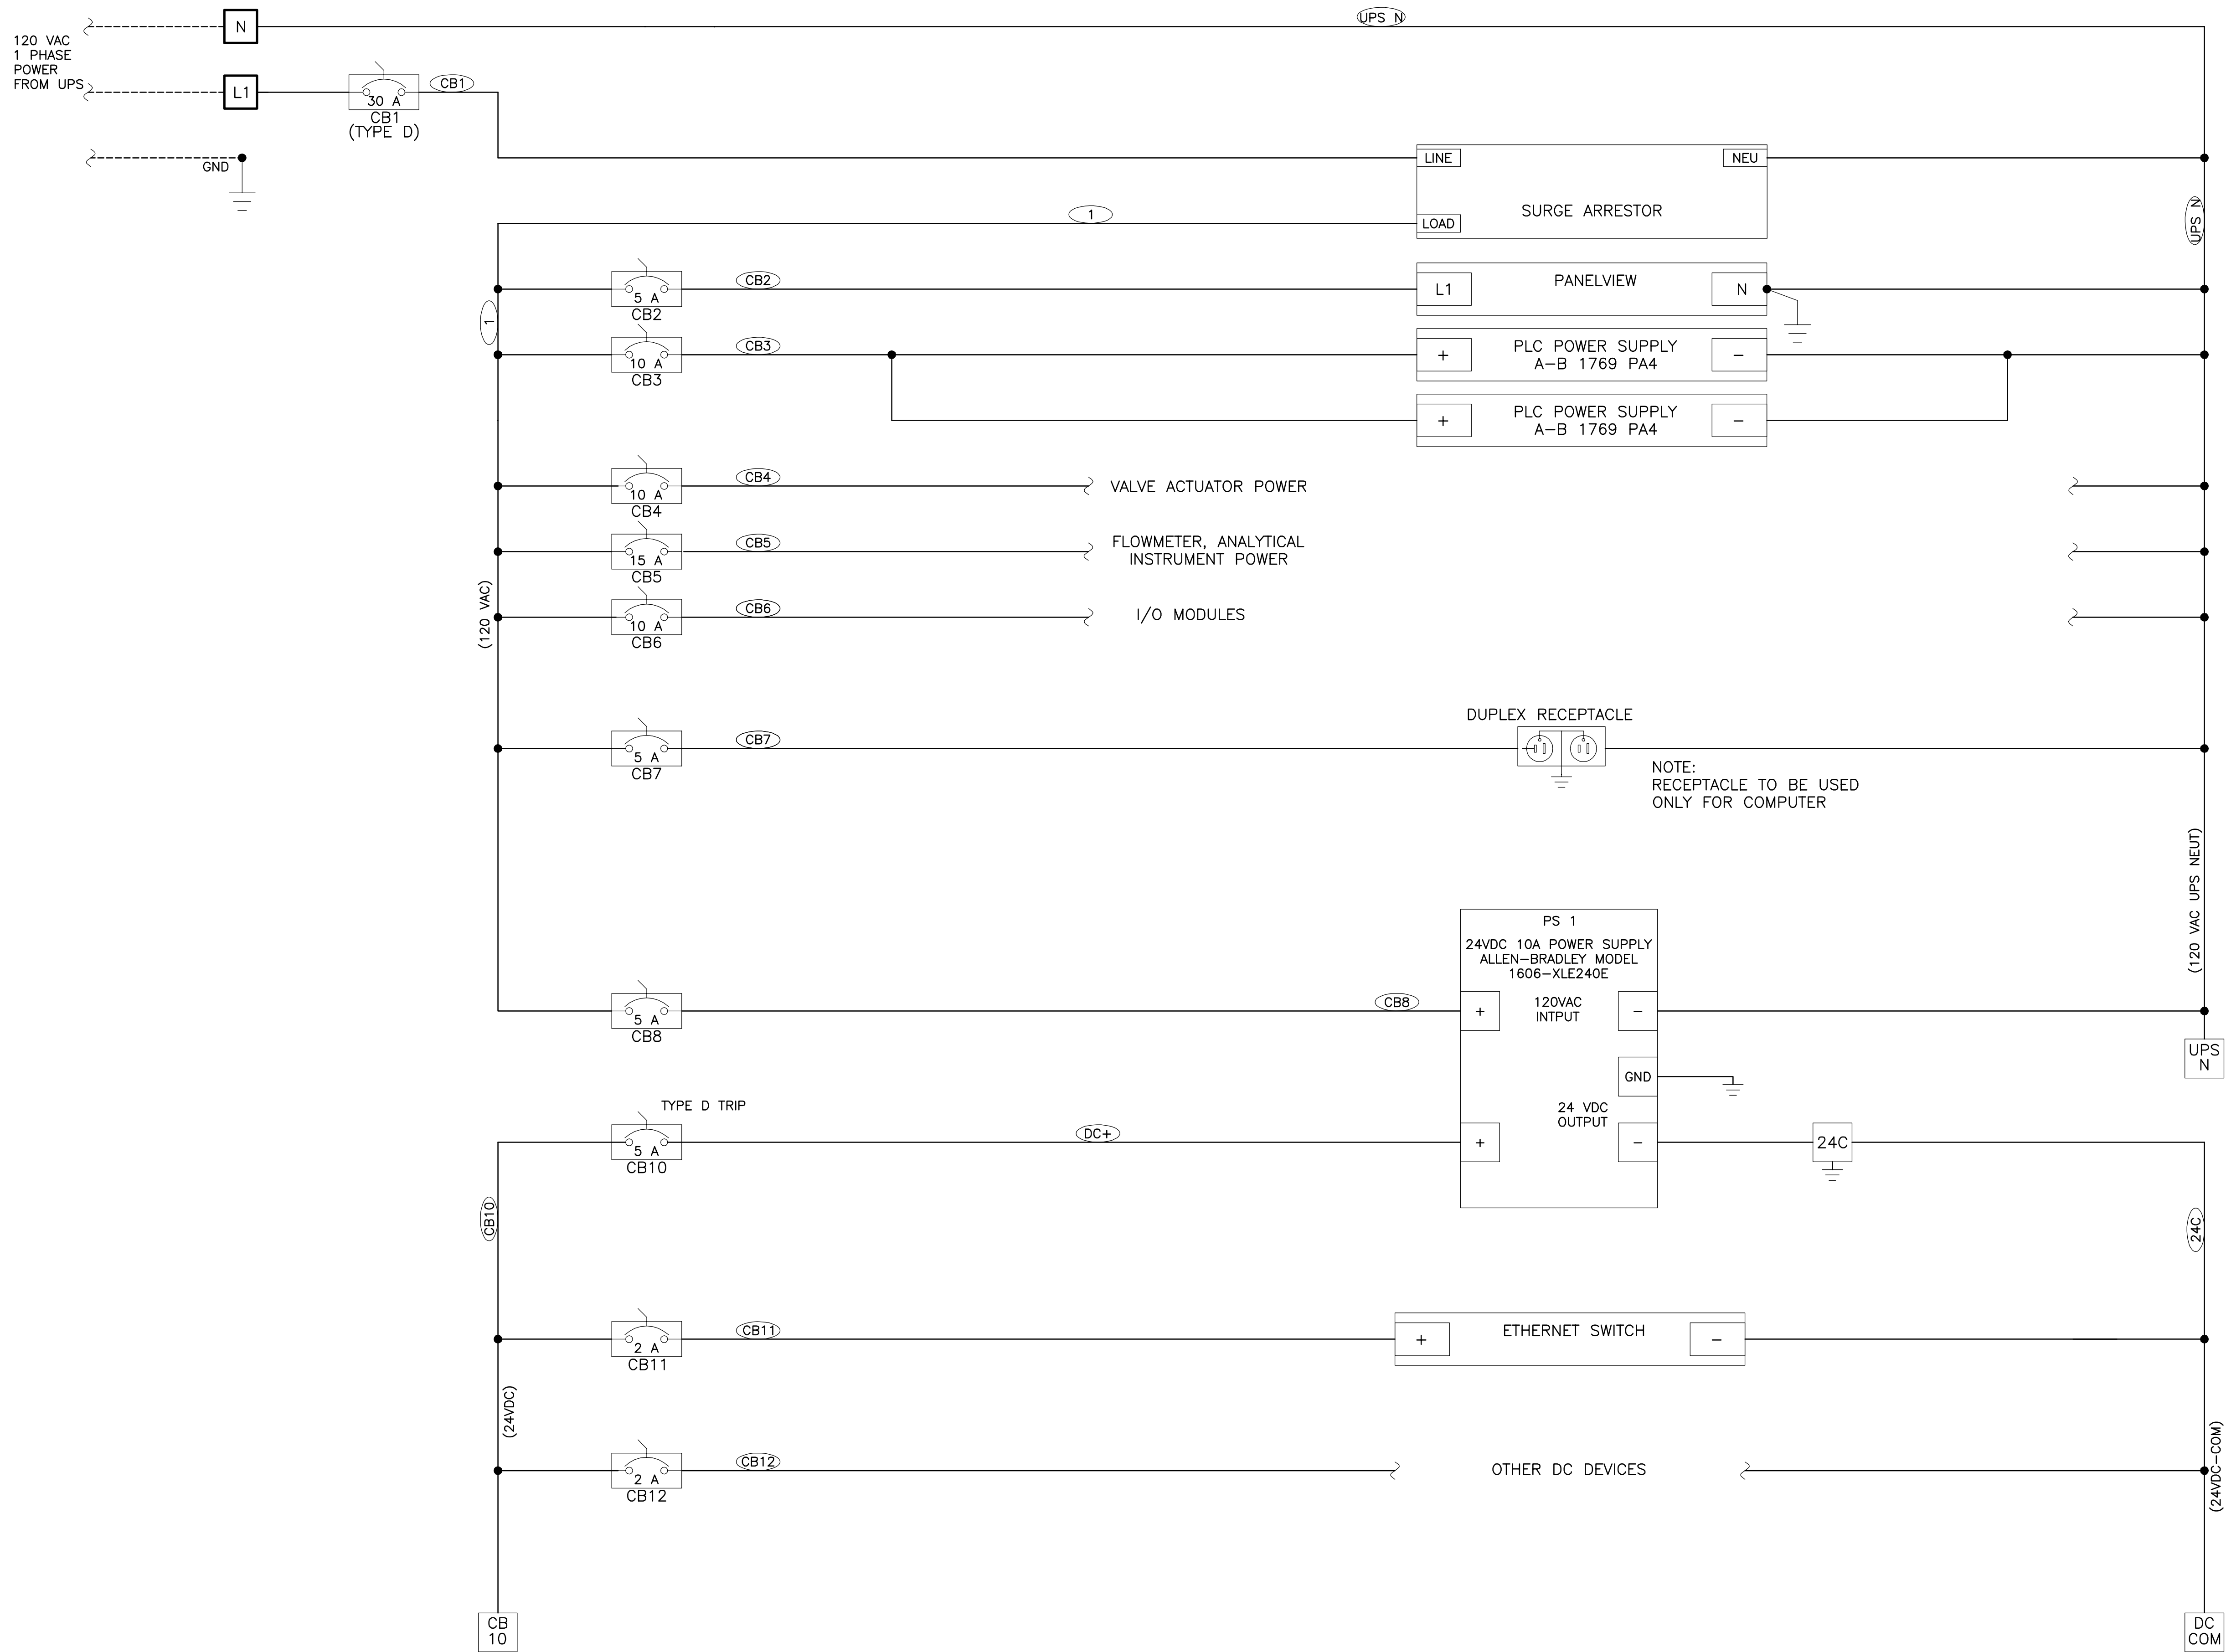 N
UPS N
120 VAC
1 PHASE
POWER
FROM UPS
L1
30 A
CB1
(TYPE D)
CB1
GND
LINE
NEU
SURGE ARRESTOR
LOAD
1
UPS N
5 A
CB2
CB2
L1
PANELVIEW
N
1
10 A
CB3
CB3
+
PLC POWER SUPPLY
A-B 1769 PA4
-
+
PLC POWER SUPPLY
A-B 1769 PA4
-
10 A
CB4
CB4
VALVE ACTUATOR POWER
15 A
CB5
CB5
FLOWMETER, ANALYTICAL
INSTRUMENT POWER
(120 VAC)
10 A
CB6
CB6
I/O MODULES
5 A
CB7
CB7
DUPLEX RECEPTACLE
NOTE:
RECEPTACLE TO BE USED
ONLY FOR COMPUTER
(120 VAC UPS NEUT)
PS 1
24VDC 10A POWER SUPPLY
ALLEN-BRADLEY MODEL
1606-XLE240E
5 A
CB8
CB8
+
120VAC
INTPUT
-
UPS
N
GND
TYPE D TRIP
5 A
CB10
DC+
+
24 VDC
OUTPUT
-
24C
CB10
24C
2 A
CB11
CB11
+
ETHERNET SWITCH
-
(24VDC)
(24VDC-COM)
2 A
CB12
CB12
OTHER DC DEVICES
CB
10
DC
COM